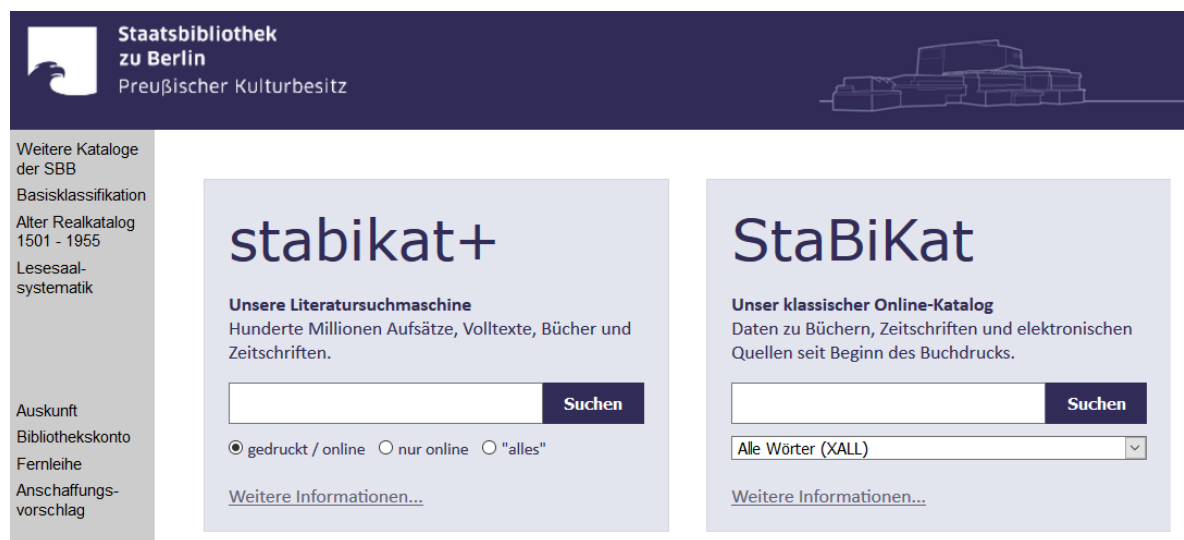 Staatsbibliothek
zu Berlin
Preußischer Kulturbesitz
Weitere Kataloge
der SBB
Basisklassifikation
Alter Realkatalog
1501 - 1955
Lesesaal-
systematik
Auskunft
Bibliothekskonto
Fernleihe
Anschaffungs-
vorschlag
stabikat+
Unsere Literatursuchmaschine
Hunderte Millionen Aufsätze, Volltexte, Bücher und
Zeitschriften.
Suchen
gedruckt / online nur online "alles"
Weitere Informationen...
StaBiKat
Unser klassischer Online-Katalog
Daten zu Büchern, Zeitschriften und elektronischen
Quellen seit Beginn des Buchdrucks.
Suchen
Alle Wörter (XALL)
Weitere Informationen...